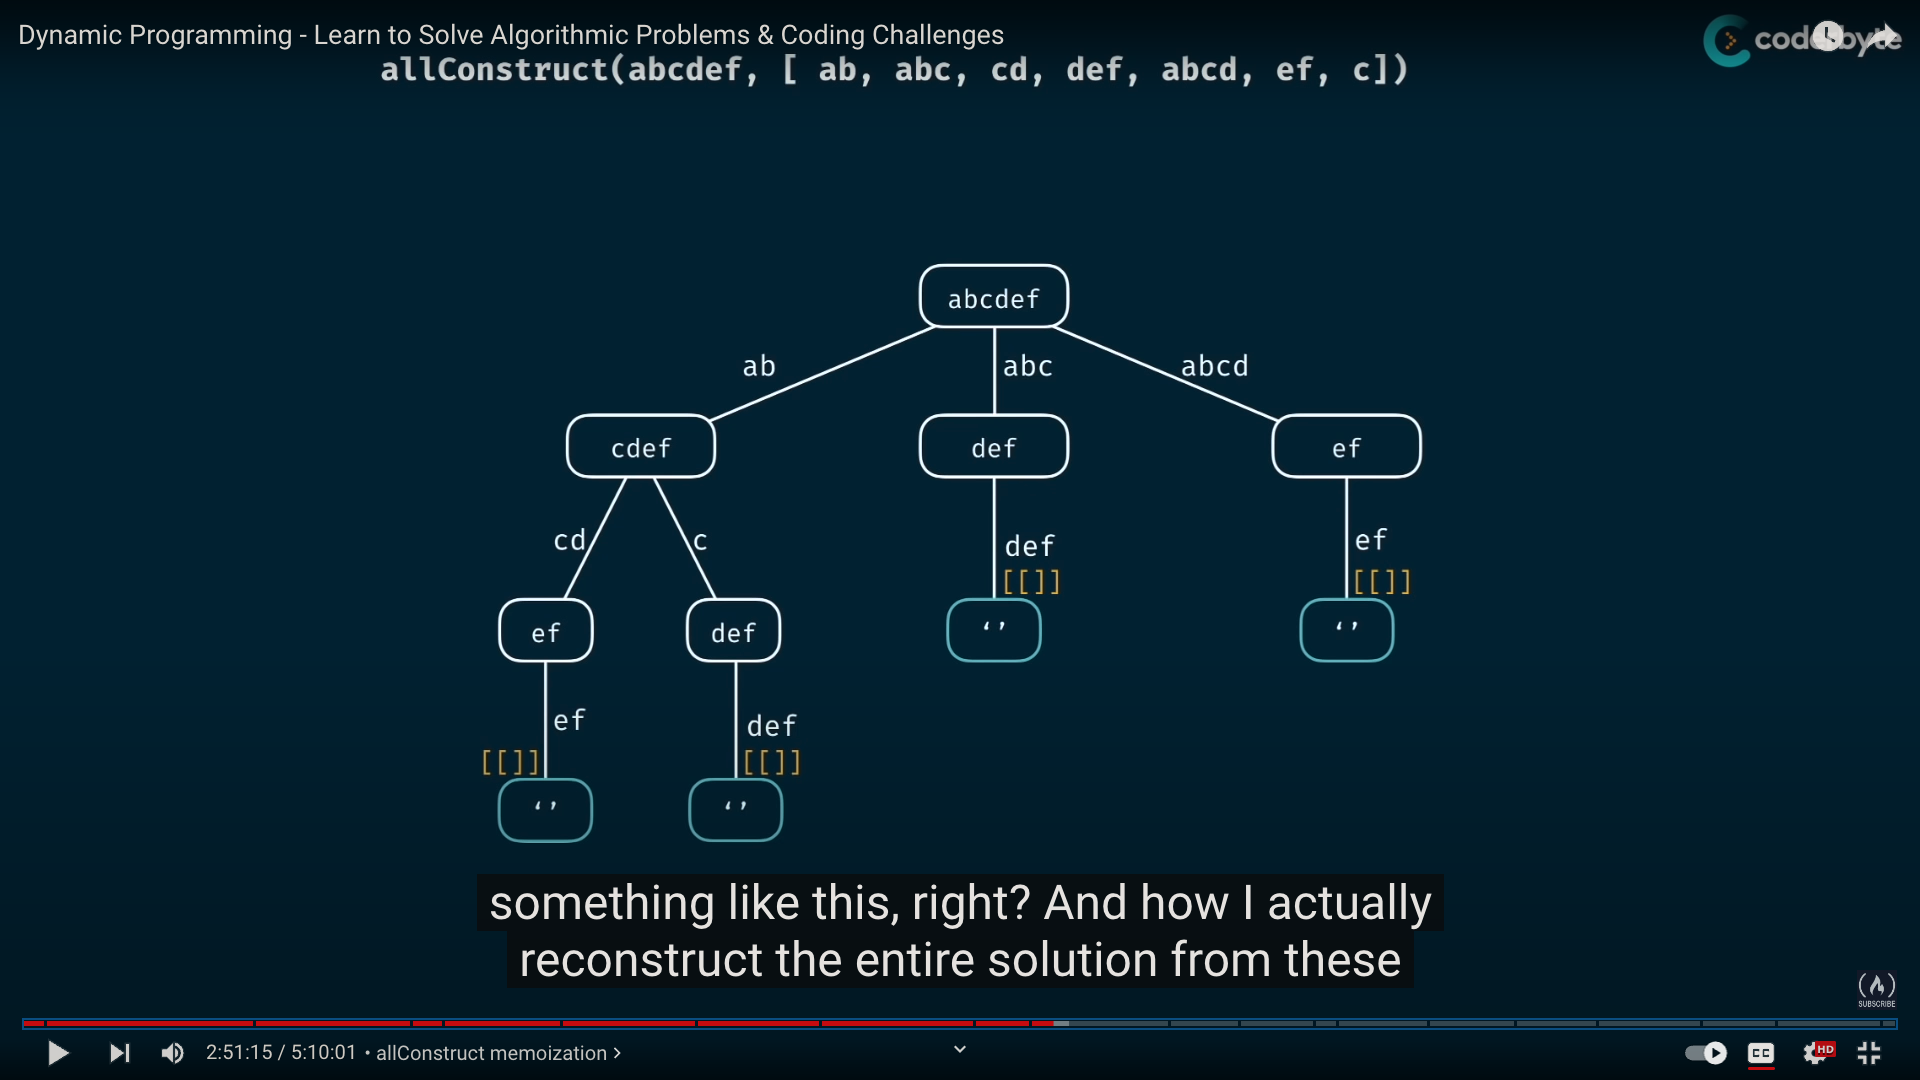 Dynamic Programming - Learn to Solve Algorithmic Problems & Coding Challenges
coderbyte
allConstruct(abcdef, [ ab, abc, cd, def, abcd, ef, c])
abcdef
ab
abc
abcd
cdef
def
ef
cd
c
def
ef
[[]]
[[]]
ef
def
‘’
‘’
ef
def
[[]]
[[]]
‘’
‘’
something like this, right? And how I actually
reconstruct the entire solution from these
SUBSCRIBE
2:51:15 / 5:10:01 • allConstruct memoization >
CC
HD